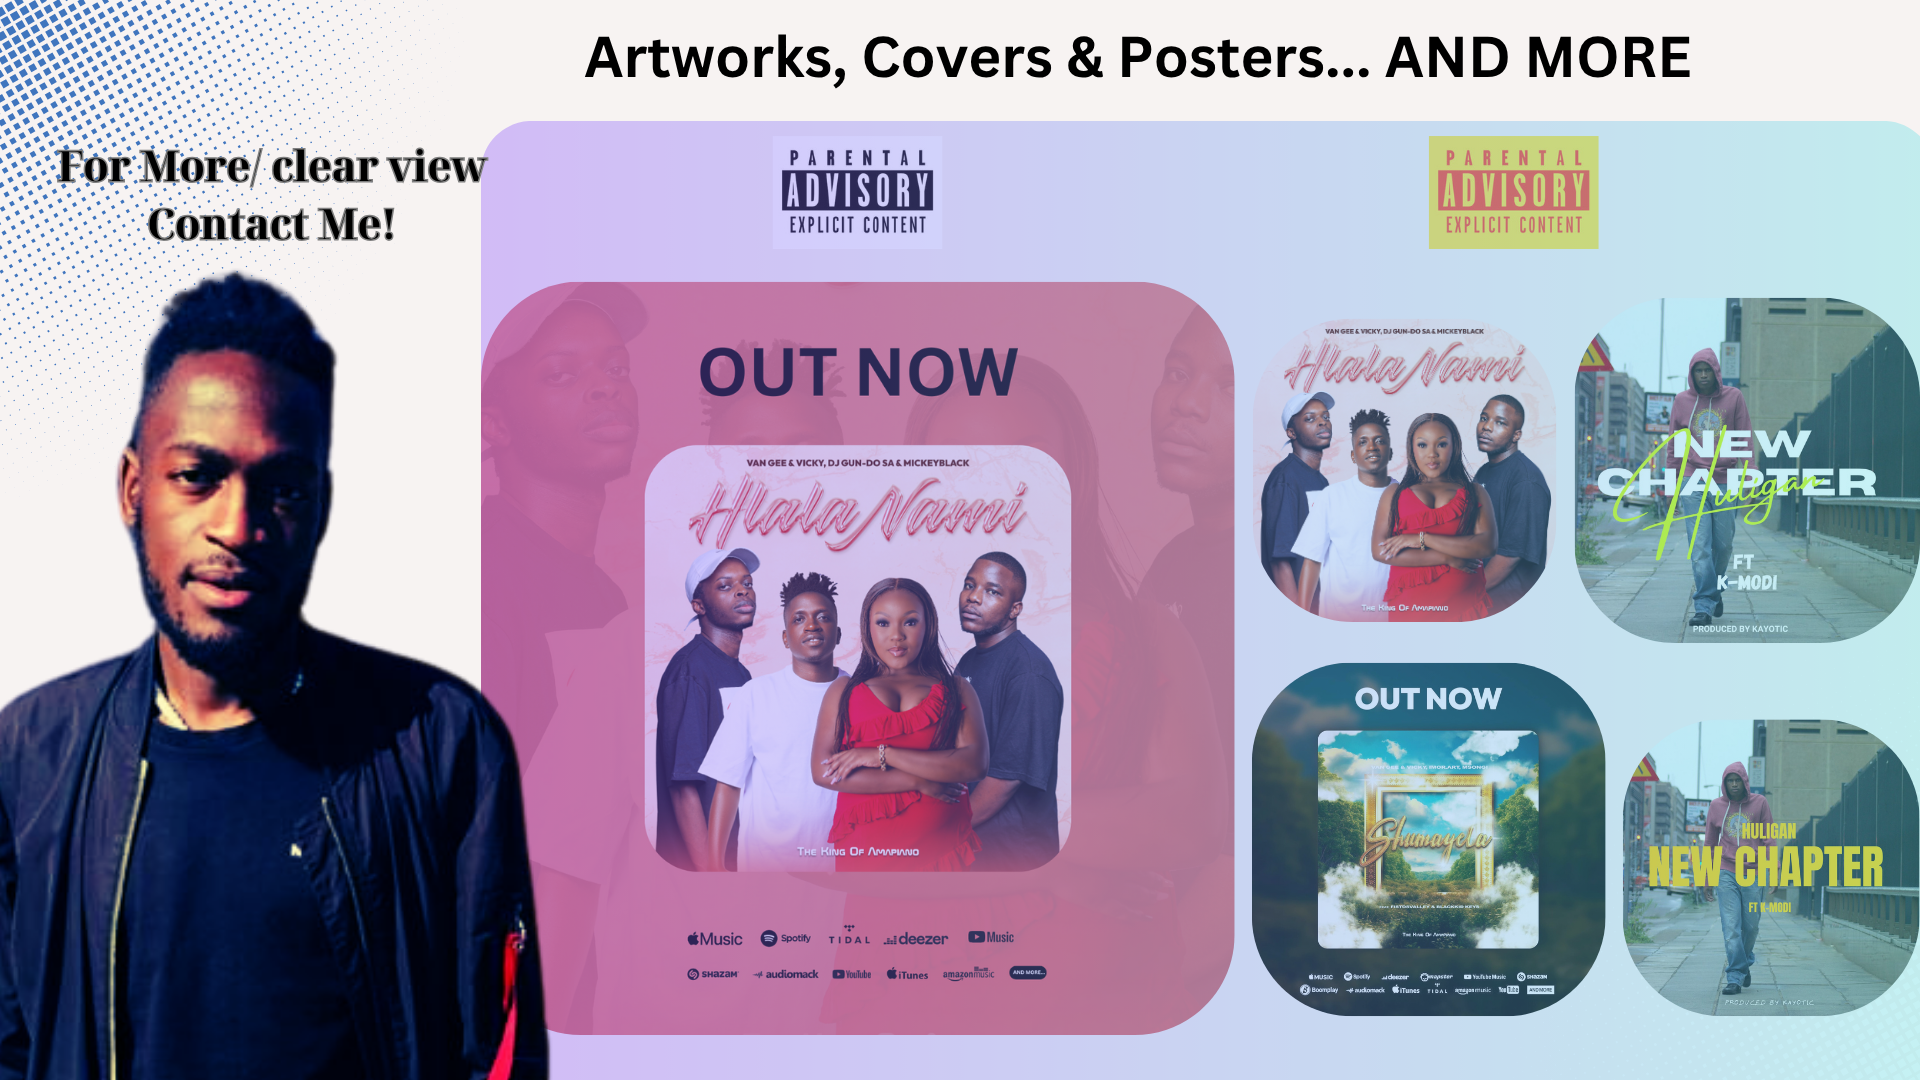 Artworks, Covers & Posters... AND MORE
For More/ clear view
Contact Me!
PARENTAL
ADVISORY
EXPLICIT CONTENT
PARENTAL
ADVISORY
EXPLICIT CONTENT
OUT NOW
VAN GEE & VICKY, DJ GUN-DO SA & MICKEYBLACK
Hlala Nami
THE KING OF AMAPIANO
Music
Spotify
TIDAL
deezer
Music
SHAZAM
audiomack
YouTube
iTunes
amazon music
AND MORE...
VAN GEE & VICKY, DJ GUN-DO SA & MICKEYBLACK
Hlala Nami
THE KING OF AMAPIANO
NEW
CHAPTER
Huligan
FT
K-MODI
PRODUCED BY KAYOTIC
OUT NOW
Shumayela
THE KING OF AMAPIANO
MUSIC
Spotify
deezer
YouTube Music
SHAZAM
Boomplay
audiomack
iTunes
TIDAL
amazon music
YouTube
AND MORE
HULIGAN
NEW CHAPTER
FT K-MODI
PRODUCED BY KAYOTIC